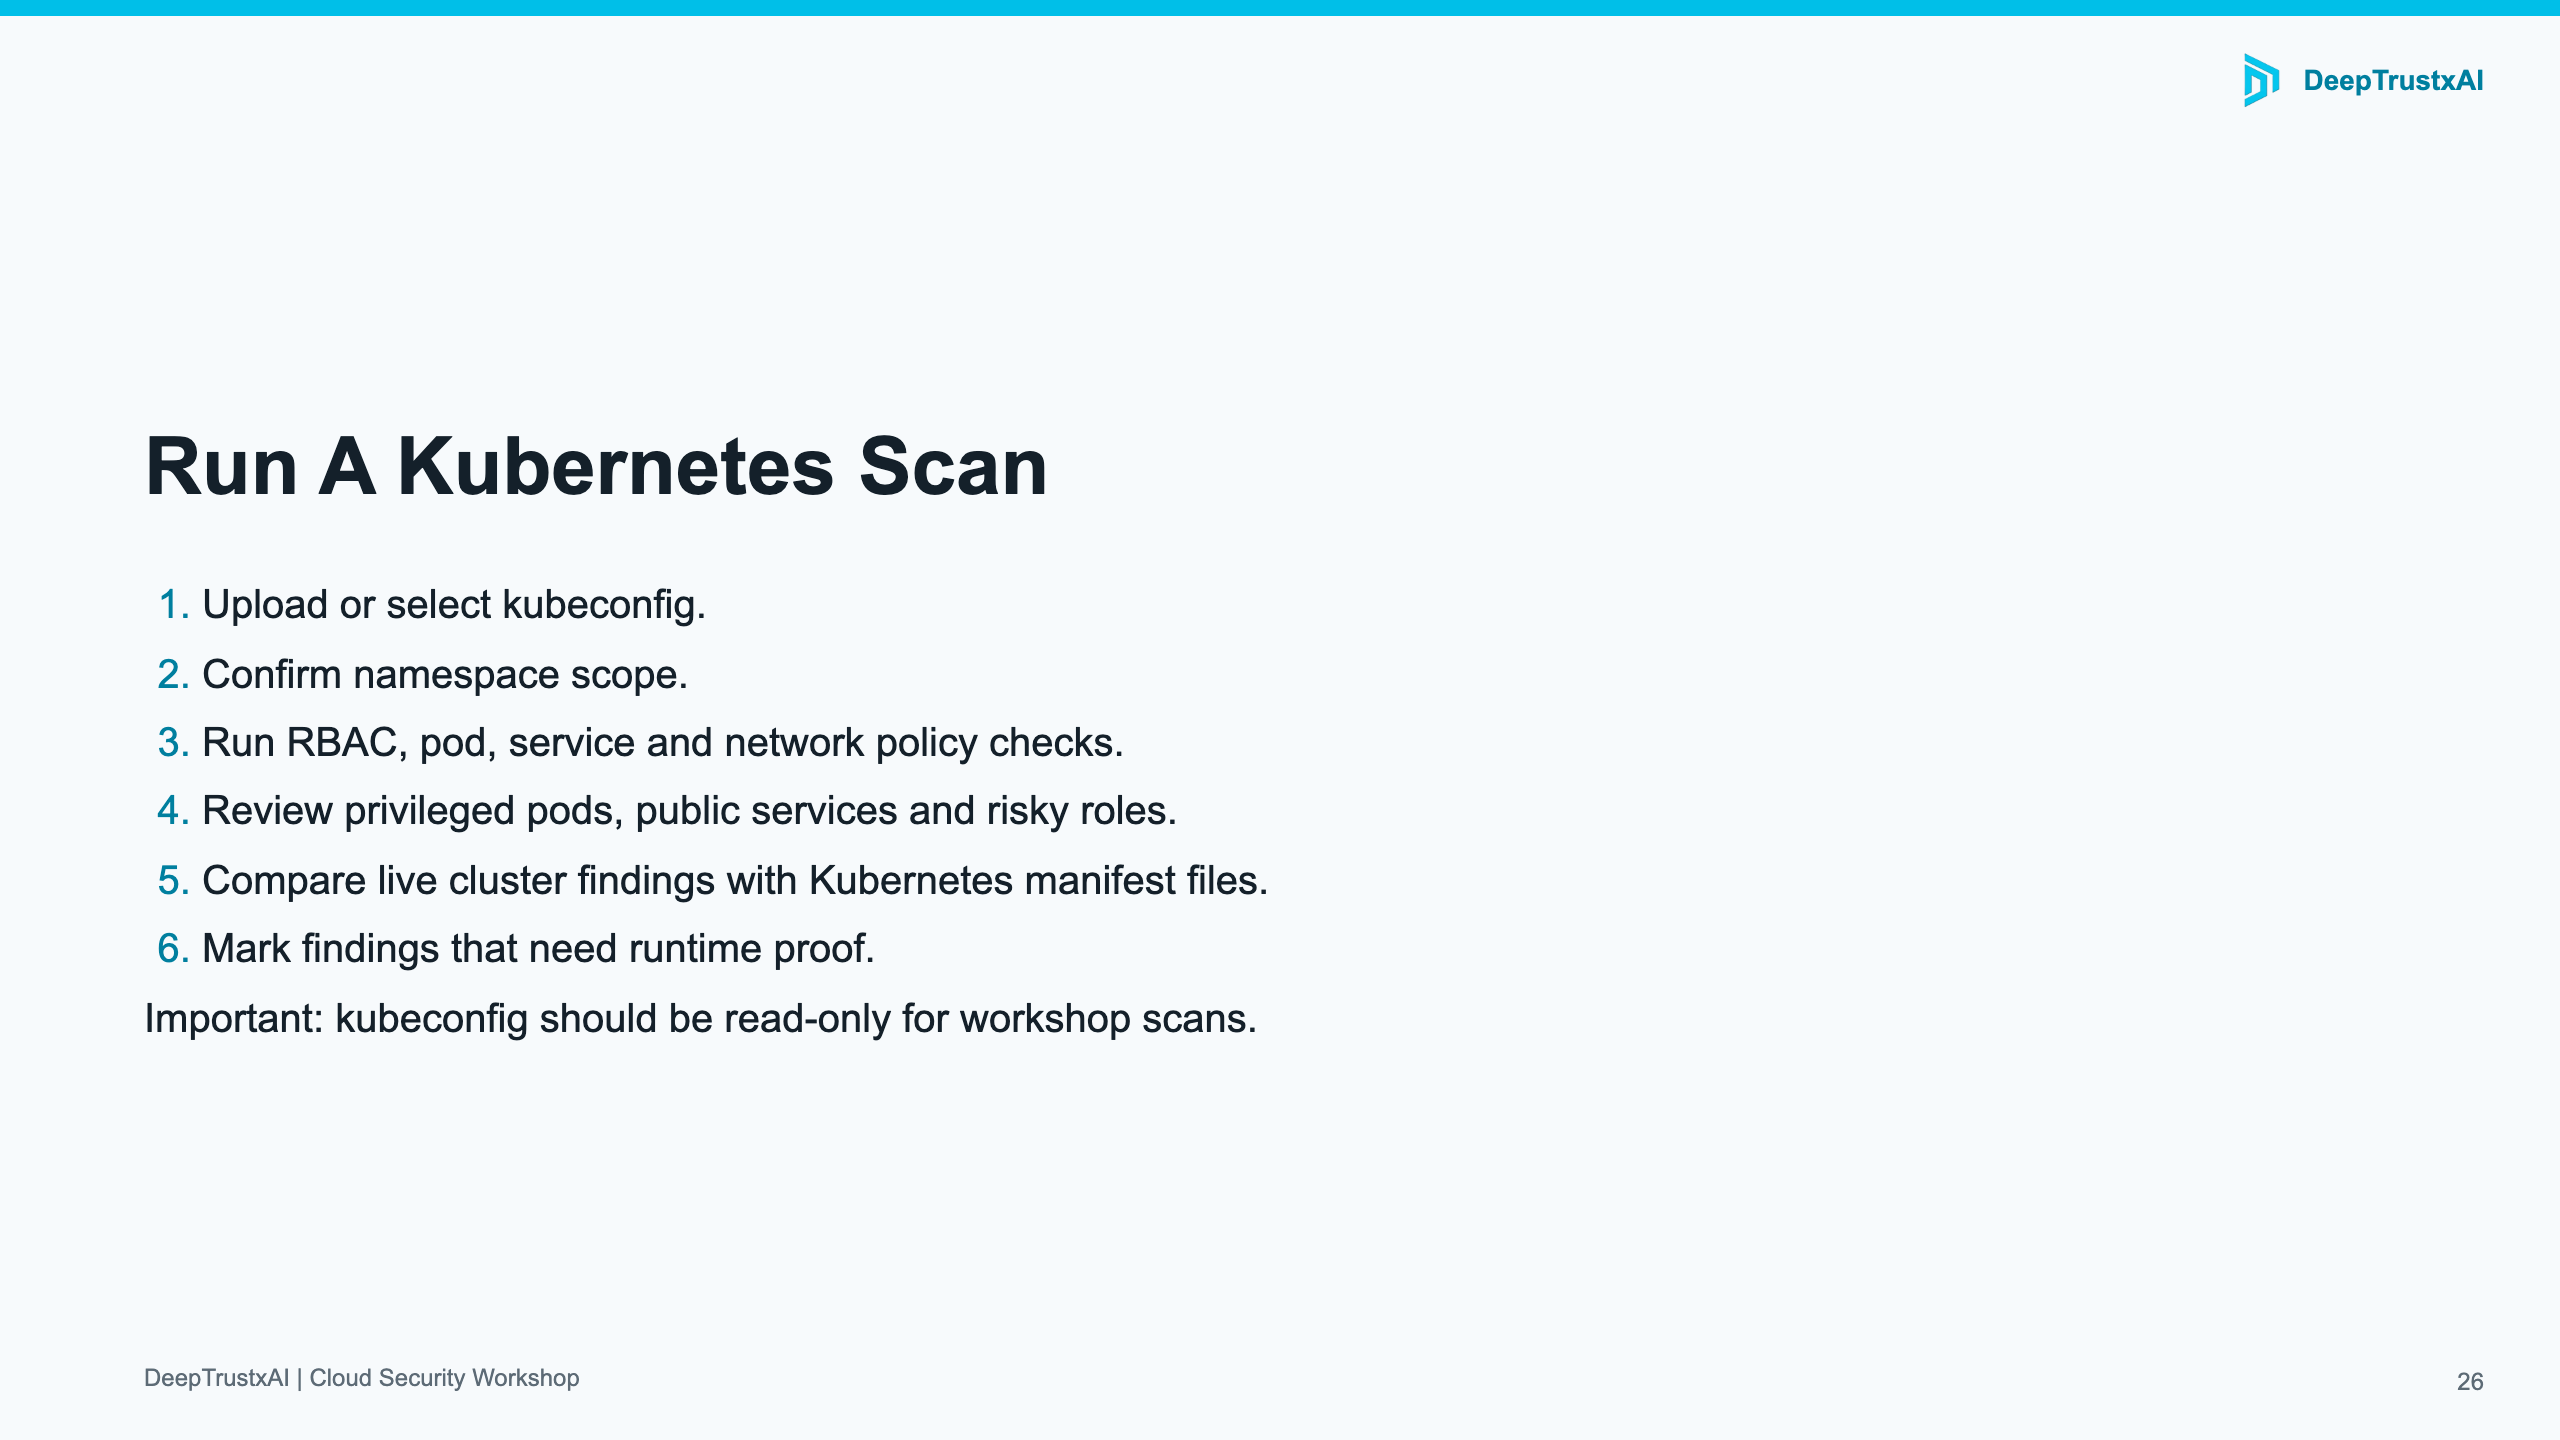 DeepTrustxAI
Run A Kubernetes Scan
1. Upload or select kubeconfig.
2. Confirm namespace scope.
3. Run RBAC, pod, service and network policy checks.
4. Review privileged pods, public services and risky roles.
5. Compare live cluster findings with Kubernetes manifest files.
6. Mark findings that need runtime proof.
Important: kubeconfig should be read-only for workshop scans.
DeepTrustxAI | Cloud Security Workshop
26